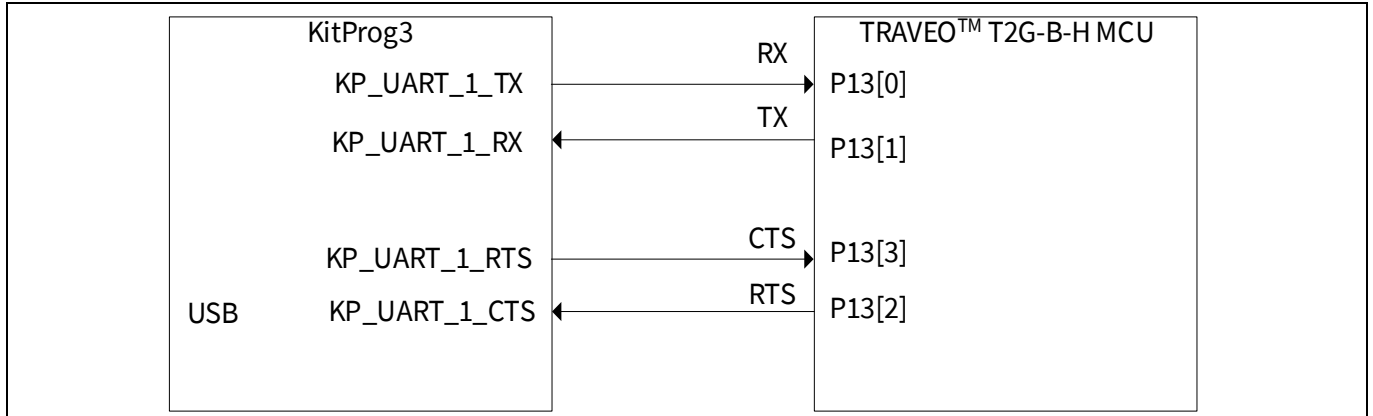 KitProg3
TRAVEO™ T2G-B-H MCU
RX
KP_UART_1_TX
P13[0]
TX
KP_UART_1_RX
P13[1]
CTS
KP_UART_1_RTS
P13[3]
RTS
USB
KP_UART_1_CTS
P13[2]